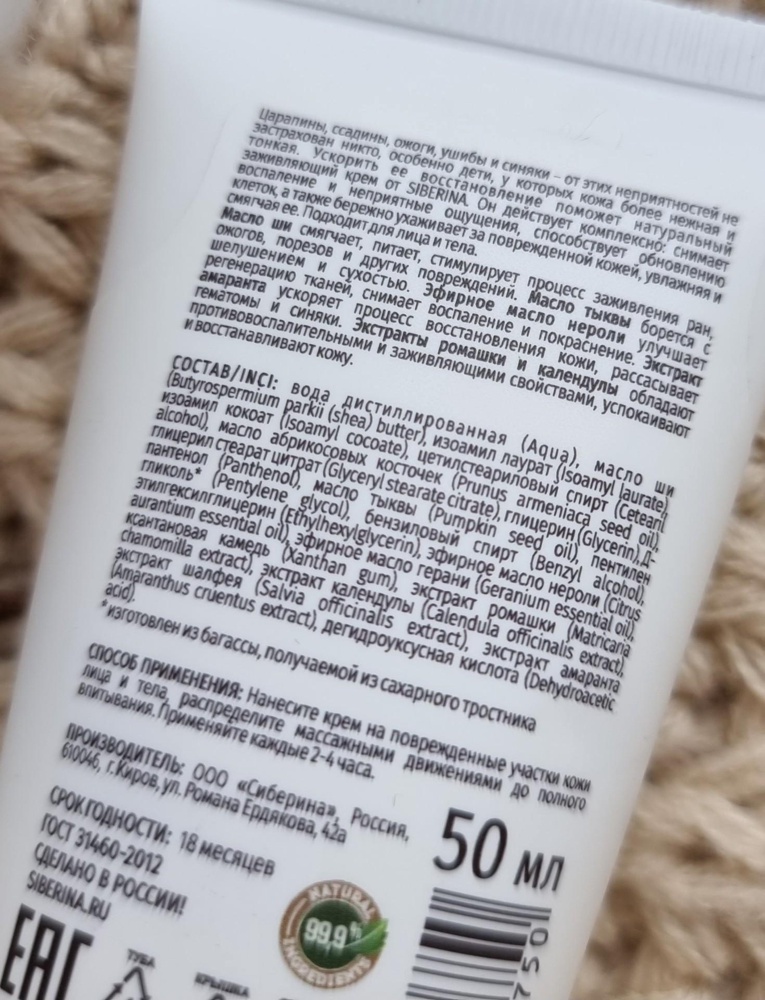 Царапины, ссадины, ожоги, ушибы и синяки – от этих неприятностей не
застрахован никто, особенно дети, у которых кожа более нежная и
тонкая. Ускорить ее восстановление поможет натуральный
заживляющий крем от SIBERINA. Он действует комплексно: снимает
воспаление и неприятные ощущения, способствует обновлению
клеток, а также бережно ухаживает за поврежденной кожей, увлажняя и
смягчая ее. Подходит для лица и тела.
Масло ши смягчает, питает, стимулирует процесс заживления ран,
ожогов, порезов и других повреждений. Масло тыквы борется с
шелушением и сухостью. Эфирное масло нероли улучшает
регенерацию тканей, снимает воспаление и покраснение. Экстракт
амаранта ускоряет процесс восстановления кожи, рассасывает
гематомы и синяки. Экстракты ромашки и календулы обладают
противовоспалительными и заживляющими свойствами, успокаивают
и восстанавливают кожу.
СОСТАВ/INCI: вода дистиллированная (Aqua), масло ши
(Butyrospermium parkii (shea) butter), изоамил лаурат (Isoamyl laurate),
изоамил кокоат (Isoamyl cocoate), цетилстеариловый спирт (Cetearil
alcohol), масло абрикосовых косточек (Prunus armeniaca seed oil),
глицерил стеарат цитрат (Glyceryl stearate citrate), глицерин (Glycerin), Д-
пантенол (Panthenol), масло тыквы (Pumpkin seed oil), пентилен
гликоль* (Pentylene glycol), бензиловый спирт (Benzyl alcohol),
этилгексилглицерин (Ethylhexylglycerin), эфирное масло нероли (Citrus
aurantium essential oil), эфирное масло герани (Geranium essential oil),
ксантановая камедь (Xanthan gum), экстракт ромашки (Matricaria
chamomilla extract), экстракт календулы (Calendula officinalis extract),
экстракт шалфея (Salvia officinalis extract), экстракт амаранта
(Amaranthus cruentus extract), дегидроуксусная кислота (Dehydroacetic
acid).
*изготовлен из багассы, получаемой из сахарного тростника
СПОСОБ ПРИМЕНЕНИЯ: Нанесите крем на поврежденные участки кожи
лица и тела, распределите массажными движениями до полного
впитывания. Применяйте каждые 2-4 часа.
ПРОИЗВОДИТЕЛЬ: ООО «Сиберина», Россия,
610046, г. Киров, ул. Романа Ердякова, 42а
СРОК ГОДНОСТИ: 18 месяцев
ГОСТ 31460-2012
СДЕЛАНО В РОССИИ!
SIBERINA.RU
50 МЛ
NATURAL
99,9%
INGREDIENTS
EAC
ТУБА
КРЫШКА
750